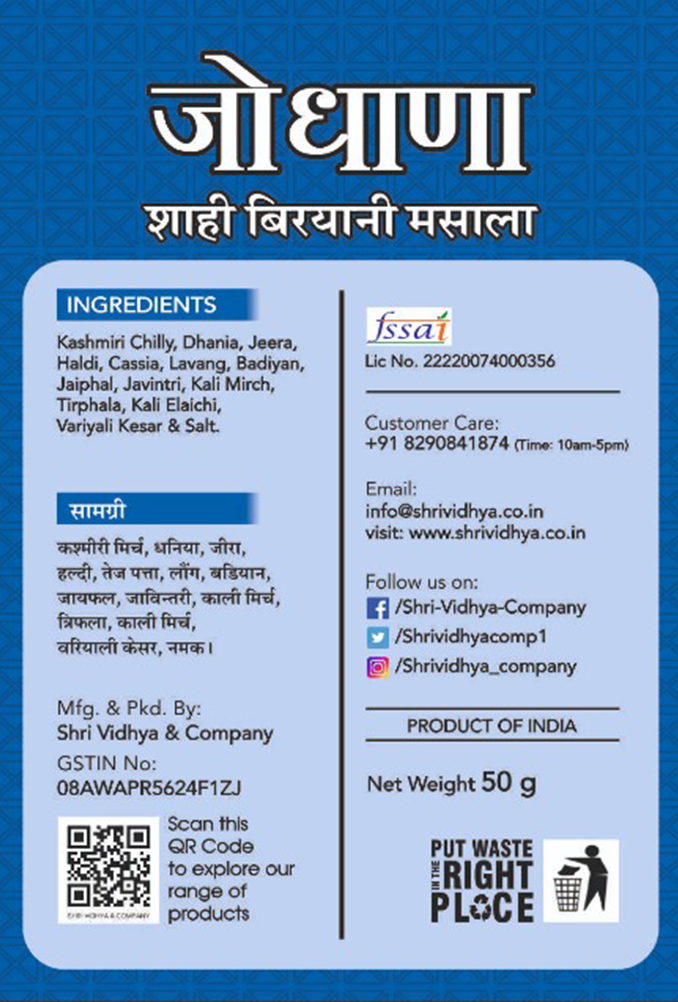 जोधाणा
शाही बिरयानी मसाला
INGREDIENTS
Kashmiri Chilly, Dhania, Jeera,
Haldi, Cassia, Lavang, Badiyan,
Jaiphal, Javintri, Kali Mirch,
Tirphala, Kali Elaichi,
Variyali Kesar & Salt.
सामग्री
कश्मीरी मिर्च, धनिया, जीरा,
हल्दी, तेज पत्ता, लौंग, बडियान,
जायफल, जाविन्तरी, काली मिर्च,
त्रिफला, काली मिर्च,
वरियाली केसर, नमक।
Mfg. & Pkd. By:
Shri Vidhya & Company
GSTIN No:
08AWAPR5624F1ZJ
SHRI VIDHYA & COMPANY
Scan this
QR Code
to explore our
range of
products
fssai
Lic No. 22220074000356
Customer Care:
+91 8290841874 (Time: 10am-5pm)
Email:
info@shrividhya.co.in
visit: www.shrividhya.co.in
Follow us on:
/Shri-Vidhya-Company
/Shrividhyacomp1
/Shrividhya_company
PRODUCT OF INDIA
Net Weight 50 g
PUT WASTE
IN THE RIGHT
PLACE